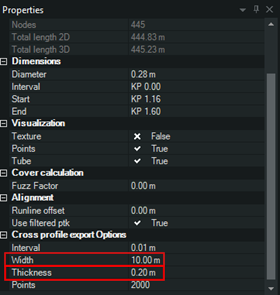 Properties
Nodes 445
Total length 2D 444.83 m
Total length 3D 445.23 m
Dimensions
Diameter 0.28 m
Interval KP 0.00
Start KP 1.16
End KP 1.60
Visualization
Texture False
Points True
Tube True
Cover calculation
Fuzz Factor 0.00 m
Alignment
Runline offset 0.00 m
Use filtered ptk True
Cross profile export Options
Interval 0.01 m
Width 10.00 m
Thickness 0.20 m
Points 2000